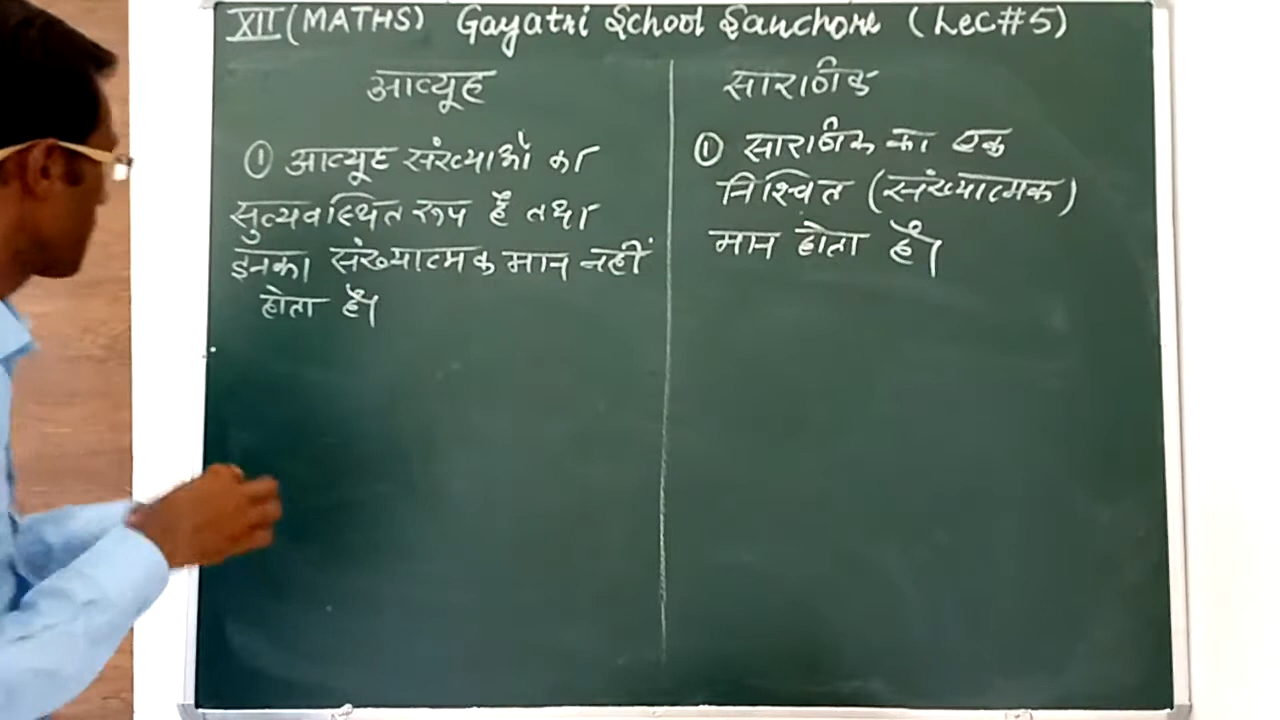 XII (MATHS) Gayatri School Sanchore (Lec#5)
आव्यूह
① आव्यूह संख्याओं का
सुव्यवस्थित रूप है तथा
इनका संख्यात्मक मान नहीं
होता है।
सारणिक
① सारणिक का एक
निश्चित (संख्यात्मक)
मान होता है।